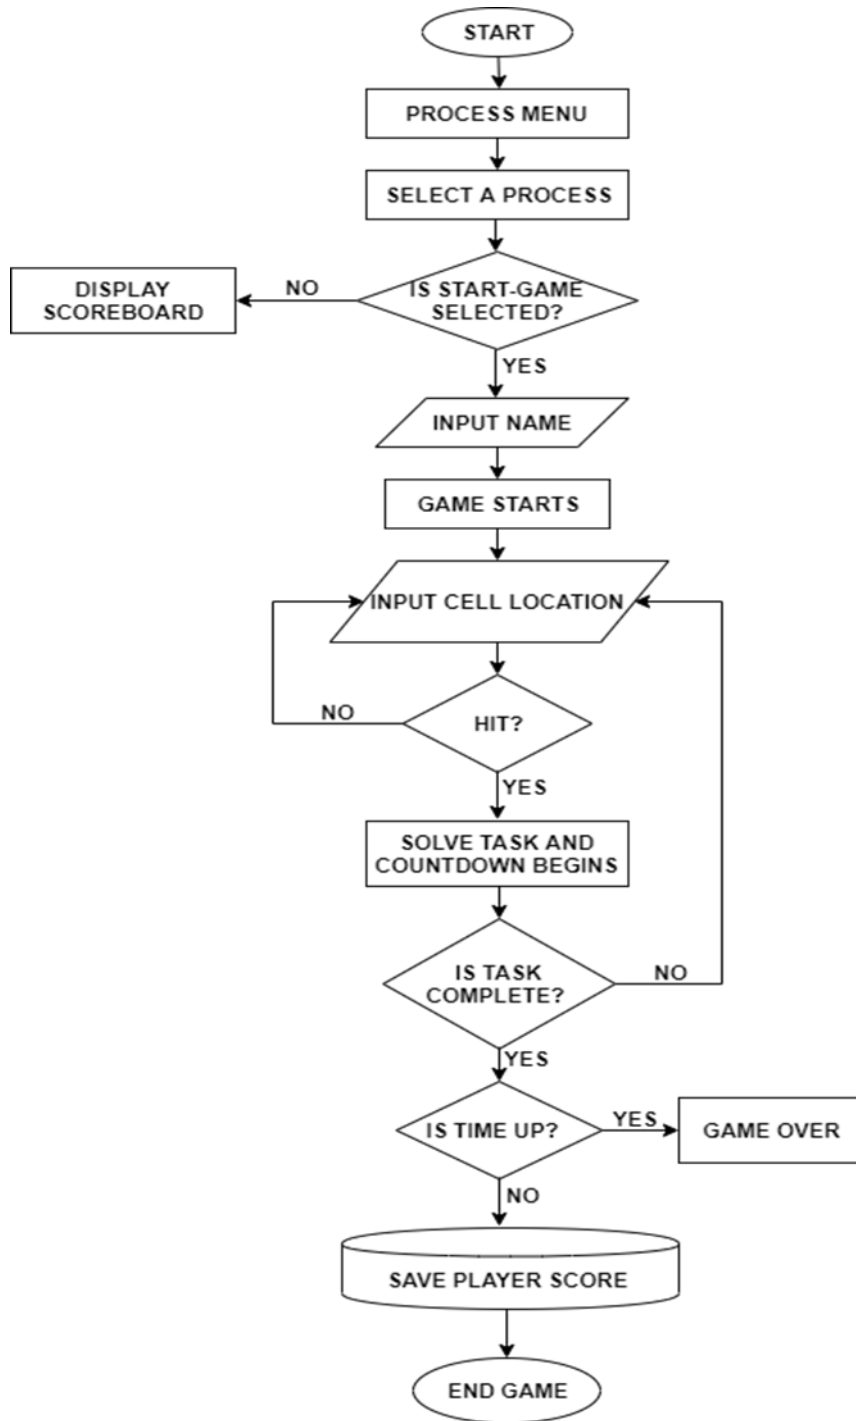 START
PROCESS MENU
SELECT A PROCESS
IS START-GAME
SELECTED?
NO
DISPLAY
SCOREBOARD
YES
INPUT NAME
GAME STARTS
INPUT CELL LOCATION
NO
HIT?
YES
SOLVE TASK AND
COUNTDOWN BEGINS
IS TASK
COMPLETE?
NO
YES
IS TIME UP?
YES
GAME OVER
NO
SAVE PLAYER SCORE
END GAME